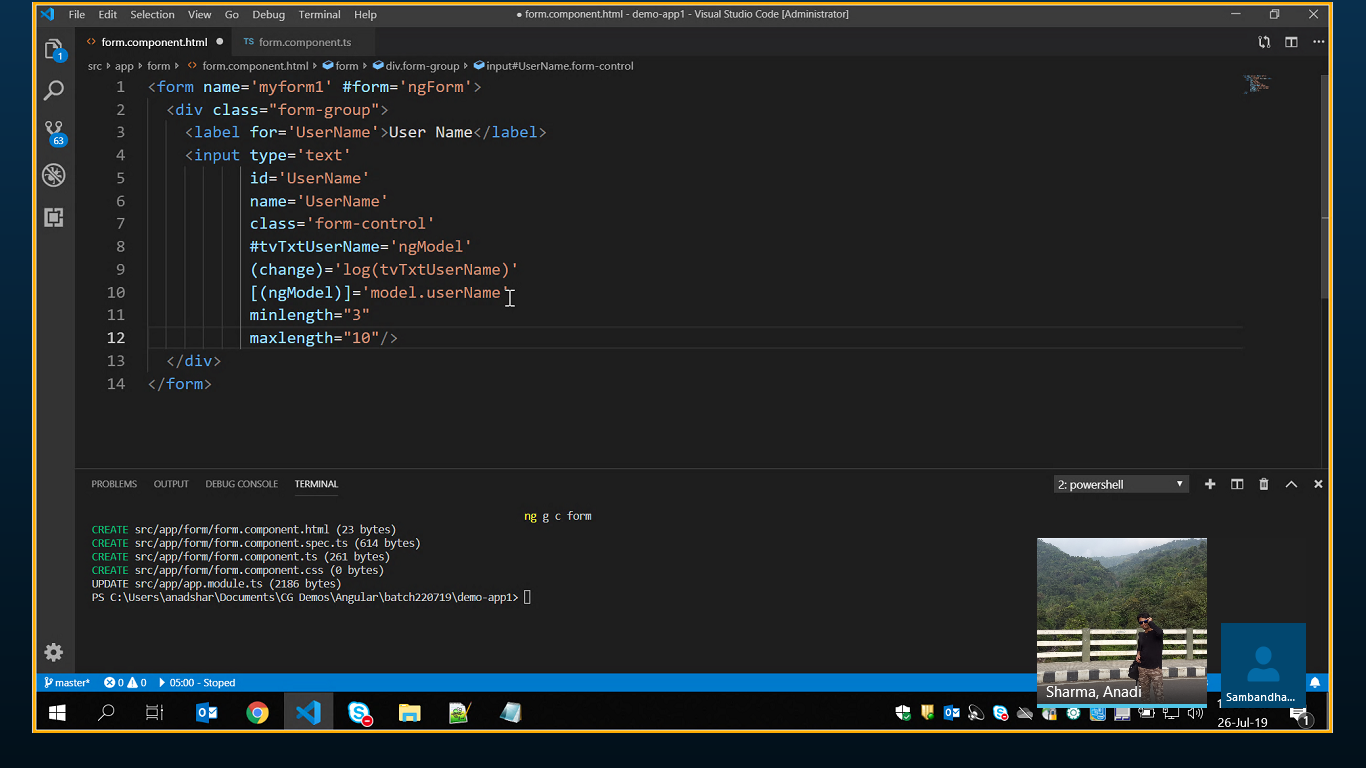 File Edit Selection View Go Debug Terminal Help
● form.component.html - demo-app1 - Visual Studio Code [Administrator]
<> form.component.html ●
TS form.component.ts
src > app > form > <> form.component.html > form > div.form-group > input#UserName.form-control
1 <form name='myform1' #form='ngForm'>
2 <div class="form-group">
3 <label for='UserName'>User Name</label>
4 <input type='text'
5 id='UserName'
6 name='UserName'
7 class='form-control'
8 #tvTxtUserName='ngModel'
9 (change)='log(tvTxtUserName)'
10 [(ngModel)]='model.userName'
11 minlength="3"
12 maxlength="10"/>
13 </div>
14 </form>
1
63
PROBLEMS OUTPUT DEBUG CONSOLE TERMINAL
2: powershell
ng g c form
CREATE src/app/form/form.component.html (23 bytes)
CREATE src/app/form/form.component.spec.ts (614 bytes)
CREATE src/app/form/form.component.ts (261 bytes)
CREATE src/app/form/form.component.css (0 bytes)
UPDATE src/app/app.module.ts (2186 bytes)
PS C:\Users\anadshar\Documents\CG Demos\Angular\batch220719\demo-app1>
Sharma, Anadi
Sambandha...
master* 0 0 05:00 - Stoped
26-Jul-19
1